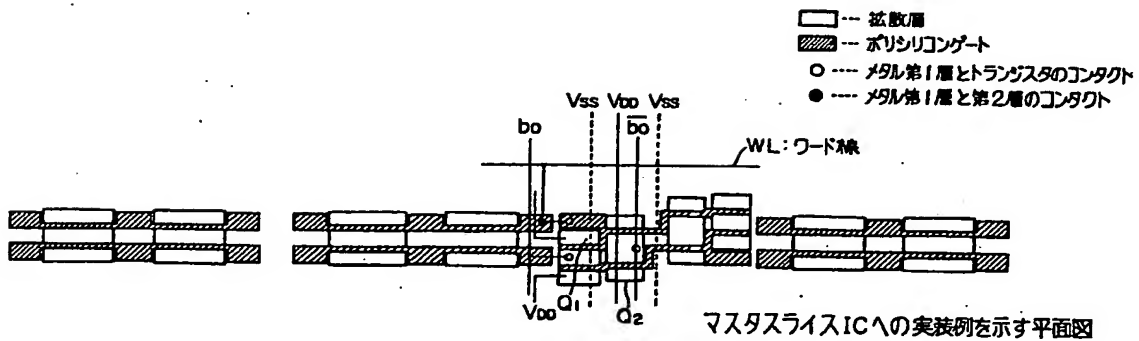 --- 拡散層
--- ポリシリコンゲート
---- メタル第1層とトランジスタのコンタクト
---- メタル第1層と第2層のコンタクト
VSS VDD VSS
bo
bo
WL:ワード線
VDD
Q1
Q2
マスタスライスICへの実装例を示す平面図